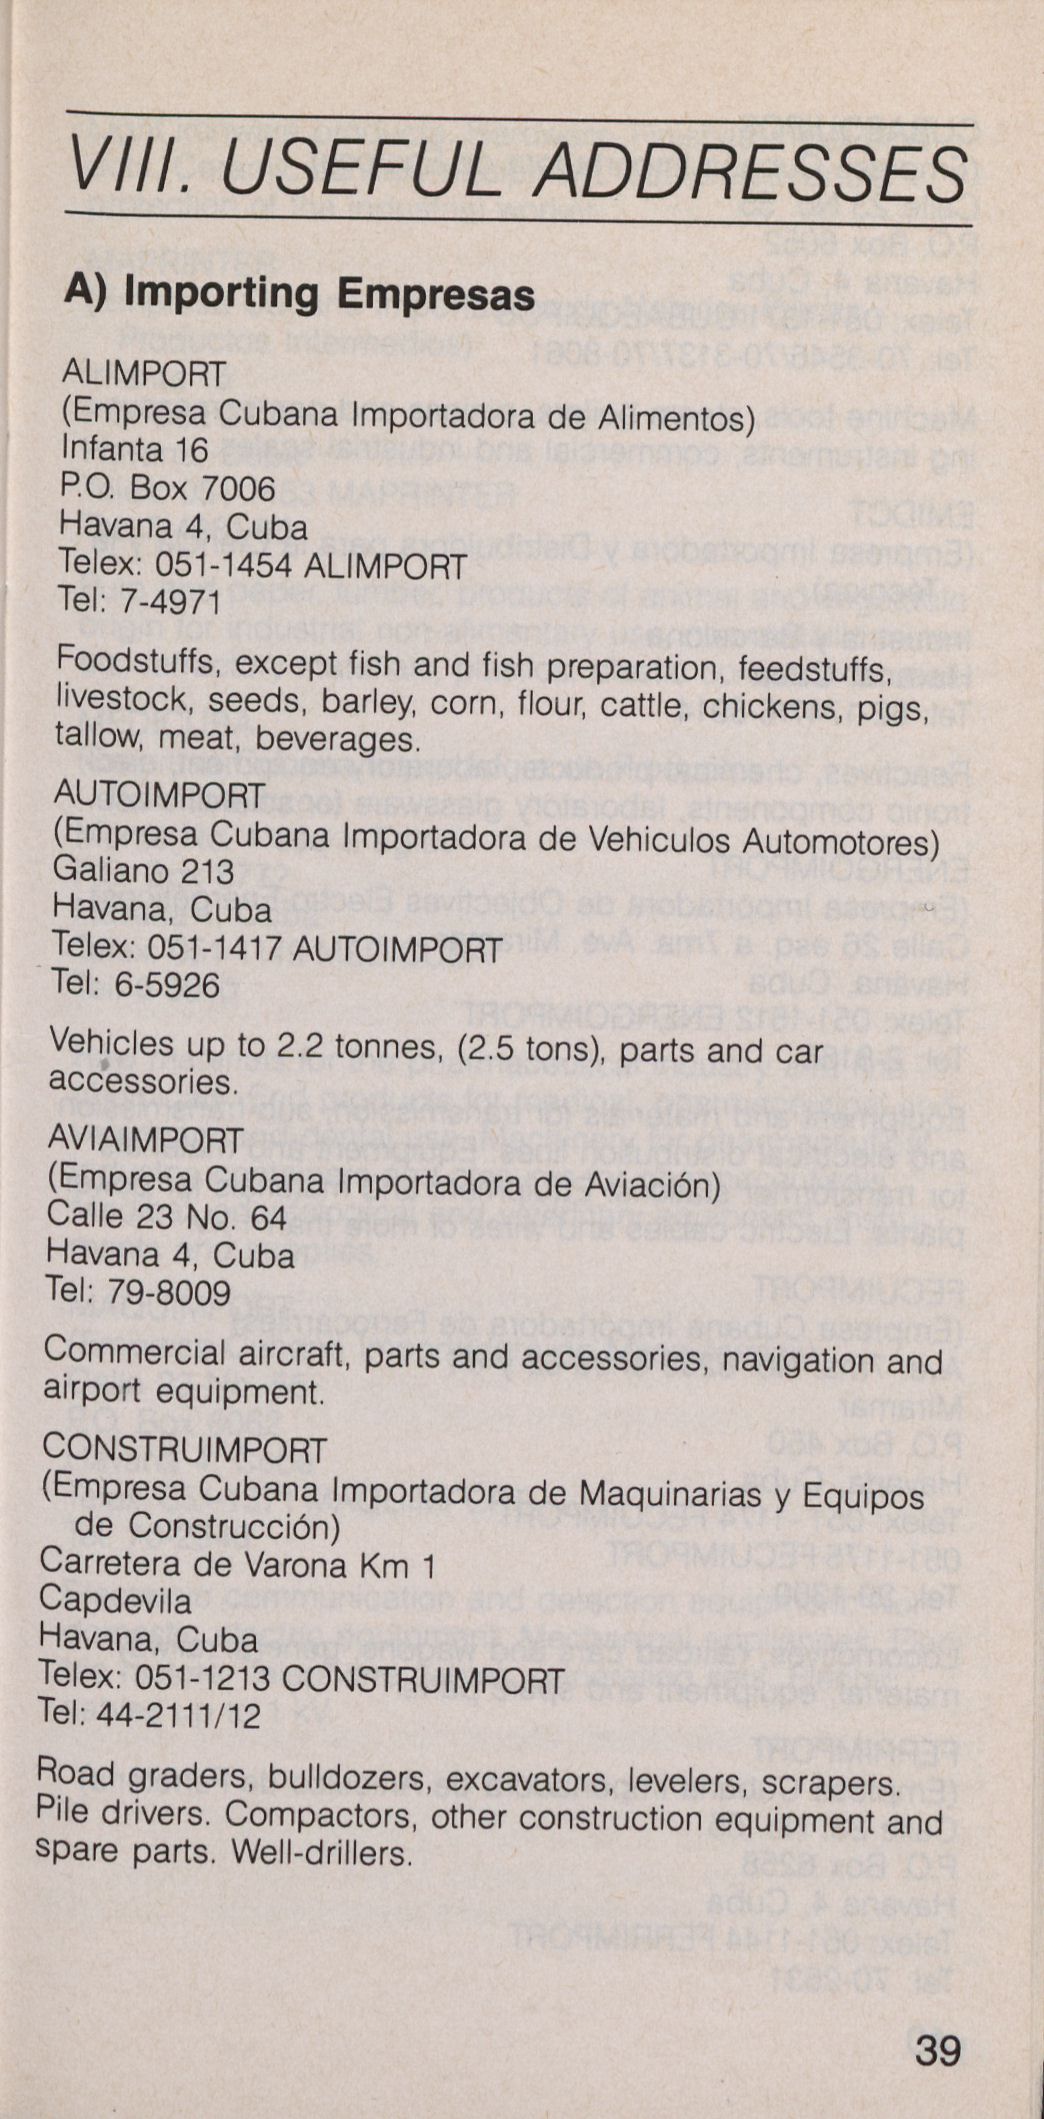 VIII. USEFUL ADDRESSES
A) Importing Empresas
ALIMPORT
(Empresa Cubana Importadora de Alimentos)
Infanta 16
P.O. Box 7006
Havana 4, Cuba
Telex: 051-1454 ALIMPORT
Tel: 7-4971
Foodstuffs, except fish and fish preparation, feedstuffs,
livestock, seeds, barley, corn, flour, cattle, chickens, pigs,
tallow, meat, beverages.
AUTOIMPORT
(Empresa Cubana Importadora de Vehiculos Automotores)
Galiano 213
Havana, Cuba
Telex: 051-1417 AUTOIMPORT
Tel: 6-5926
Vehicles up to 2.2 tonnes, (2.5 tons), parts and car
accessories.
AVIAIMPORT
(Empresa Cubana Importadora de Aviación)
Calle 23 No. 64
Havana 4, Cuba
Tel: 79-8009
Commercial aircraft, parts and accessories, navigation and
airport equipment.
CONSTRUIMPORT
(Empresa Cubana Importadora de Maquinarias y Equipos
de Construcción)
Carretera de Varona Km 1
Capdevila
Havana, Cuba
Telex: 051-1213 CONSTRUIMPORT
Tel: 44-2111/12
Road graders, bulldozers, excavators, levelers, scrapers.
Pile drivers. Compactors, other construction equipment and
spare parts. Well-drillers.
39